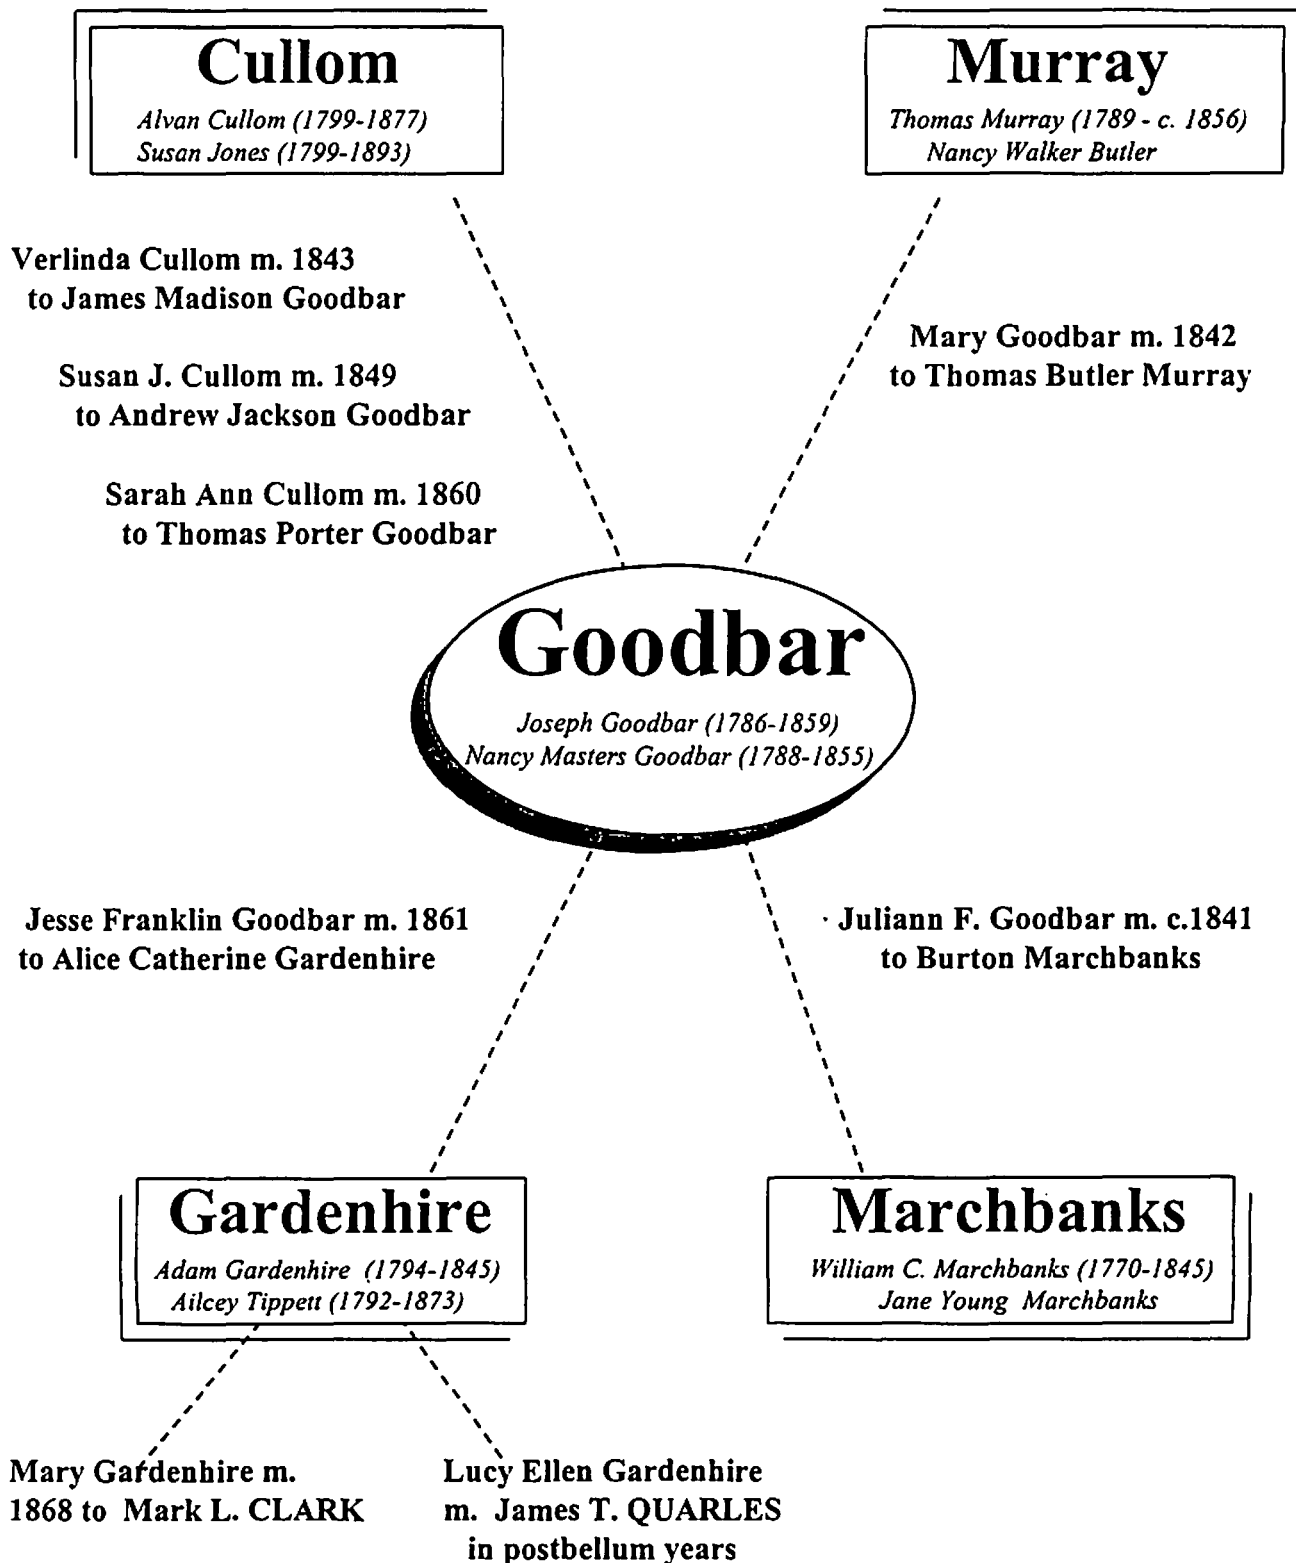 Cullom
Alvan Cullom (1799-1877)
Susan Jones (1799-1893)
Murray
Thomas Murray (1789 - c. 1856)
Nancy Walker Butler
Verlinda Cullom m. 1843
to James Madison Goodbar
Susan J. Cullom m. 1849
to Andrew Jackson Goodbar
Sarah Ann Cullom m. 1860
to Thomas Porter Goodbar
Mary Goodbar m. 1842
to Thomas Butler Murray
Goodbar
Joseph Goodbar (1786-1859)
Nancy Masters Goodbar (1788-1855)
Jesse Franklin Goodbar m. 1861
to Alice Catherine Gardenhire
Juliann F. Goodbar m. c.1841
to Burton Marchbanks
Gardenhire
Adam Gardenhire (1794-1845)
Ailcey Tippett (1792-1873)
Marchbanks
William C. Marchbanks (1770-1845)
Jane Young Marchbanks
Mary Gardenhire m.
1868 to Mark L. CLARK
Lucy Ellen Gardenhire
m. James T. QUARLES
in postbellum years